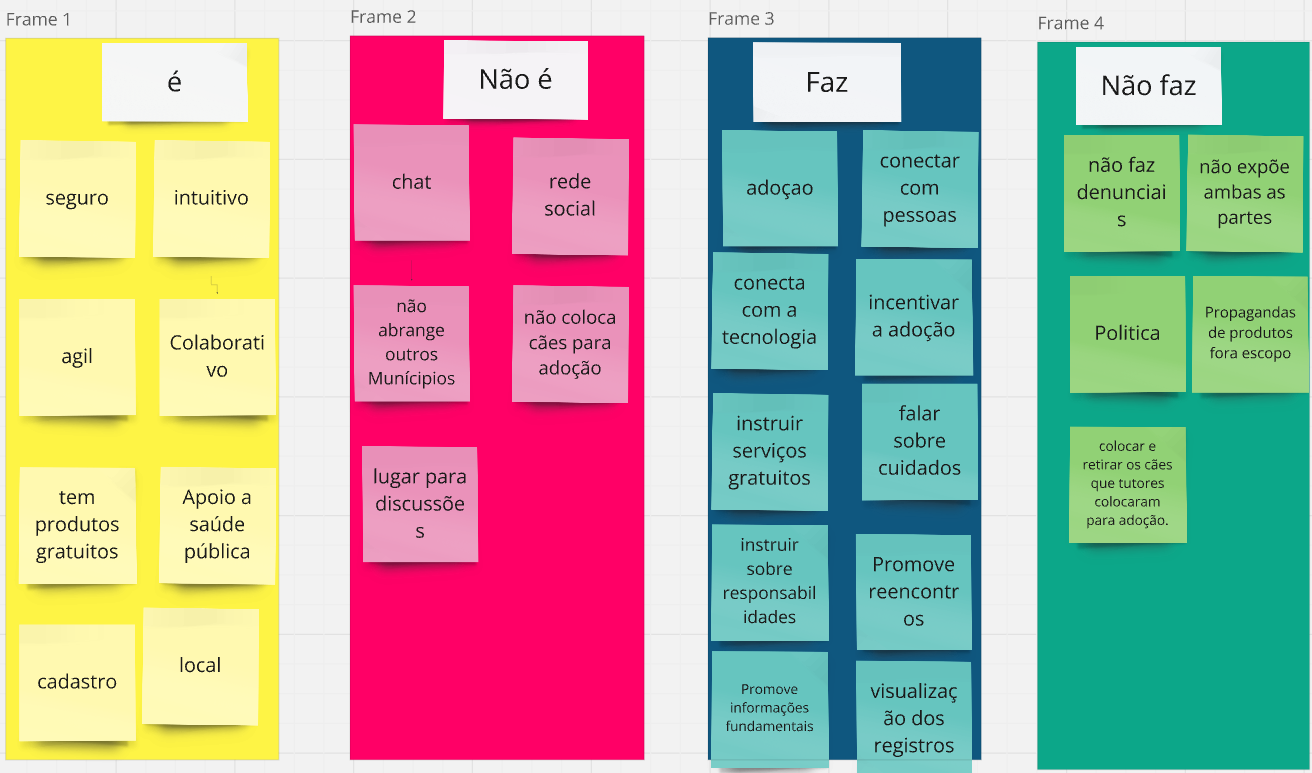 Frame 1
é
seguro
intuitivo
agil
Colaborati
vo
tem
produtos
gratuitos
Apoio a
saúde
pública
cadastro
local
Frame 2
Não é
chat
rede
social
não
abrange
outros
Munícipios
não coloca
cães para
adoção
lugar para
discussõe
s
Frame 3
Faz
adoçao
conectar
com
pessoas
conecta
com a
tecnologia
incentivar
a adoção
instruir
serviços
gratuitos
falar
sobre
cuidados
instruir
sobre
responsabil
idades
Promove
reencontr
os
Promove
informações
fundamentais
visualizaç
ão dos
registros
Frame 4
Não faz
não faz
denunciai
s
não expõe
ambas as
partes
Politica
Propagandas
de produtos
fora escopo
colocar e
retirar os cães
que tutores
colocaram
para adoção.